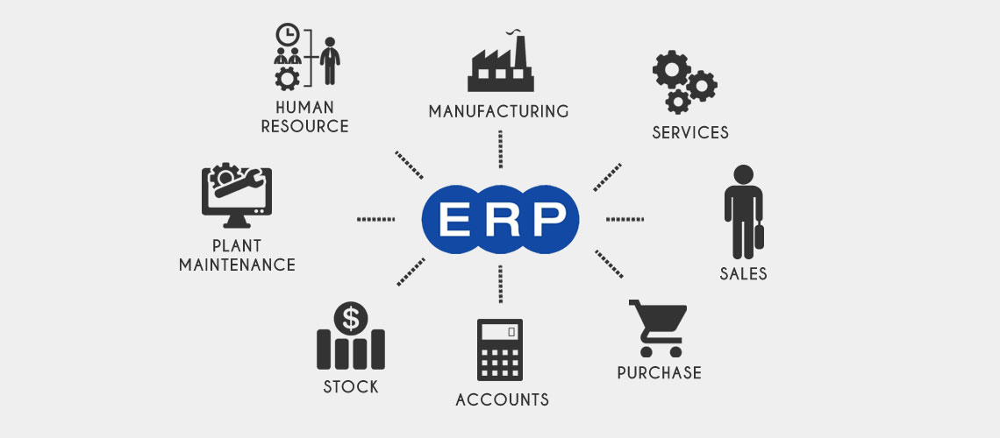 HUMAN
RESOURCE
MANUFACTURING
SERVICES
PLANT
MAINTENANCE
ERP
SALES
$
STOCK
ACCOUNTS
PURCHASE